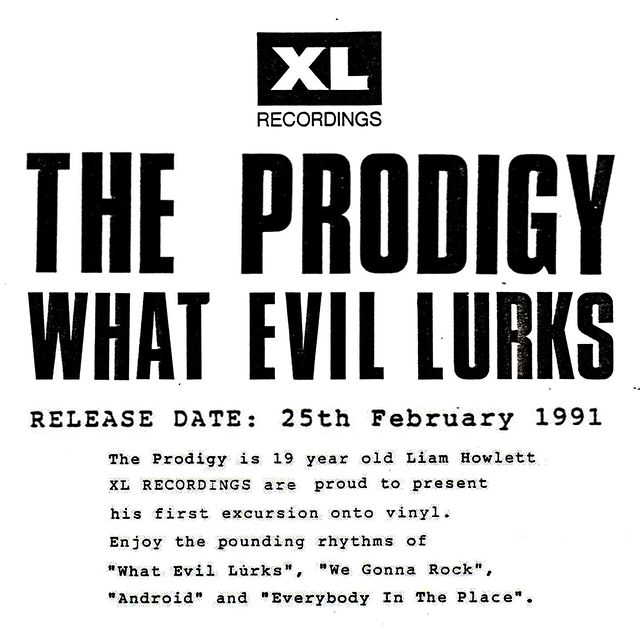 XL
RECORDINGS
THE PRODIGY
WHAT EVIL LURKS
RELEASE DATE: 25th February 1991
The Prodigy is 19 year old Liam Howlett
XL RECORDINGS are proud to present
his first excursion onto vinyl.
Enjoy the pounding rhythms of
"What Evil Lurks", "We Gonna Rock",
"Android" and "Everybody In The Place".